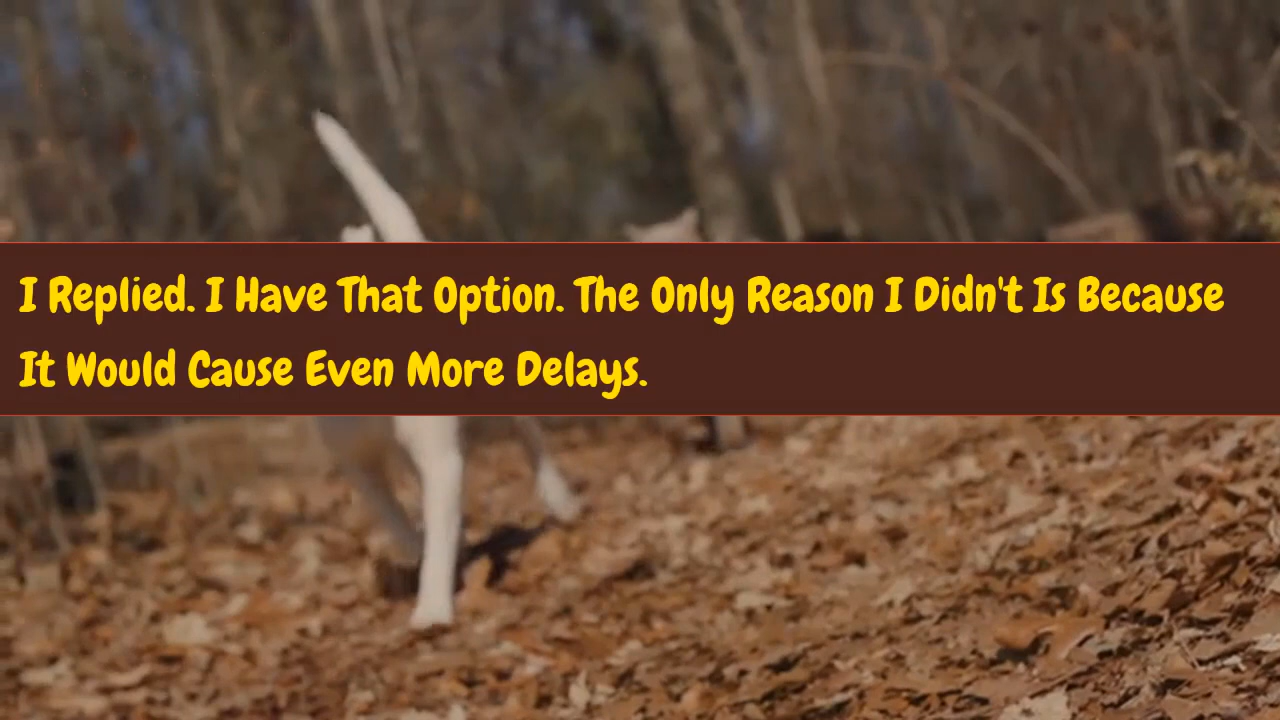 I Replied. I Have That Option. The Only Reason I Didn't Is Because
It Would Cause Even More Delays.